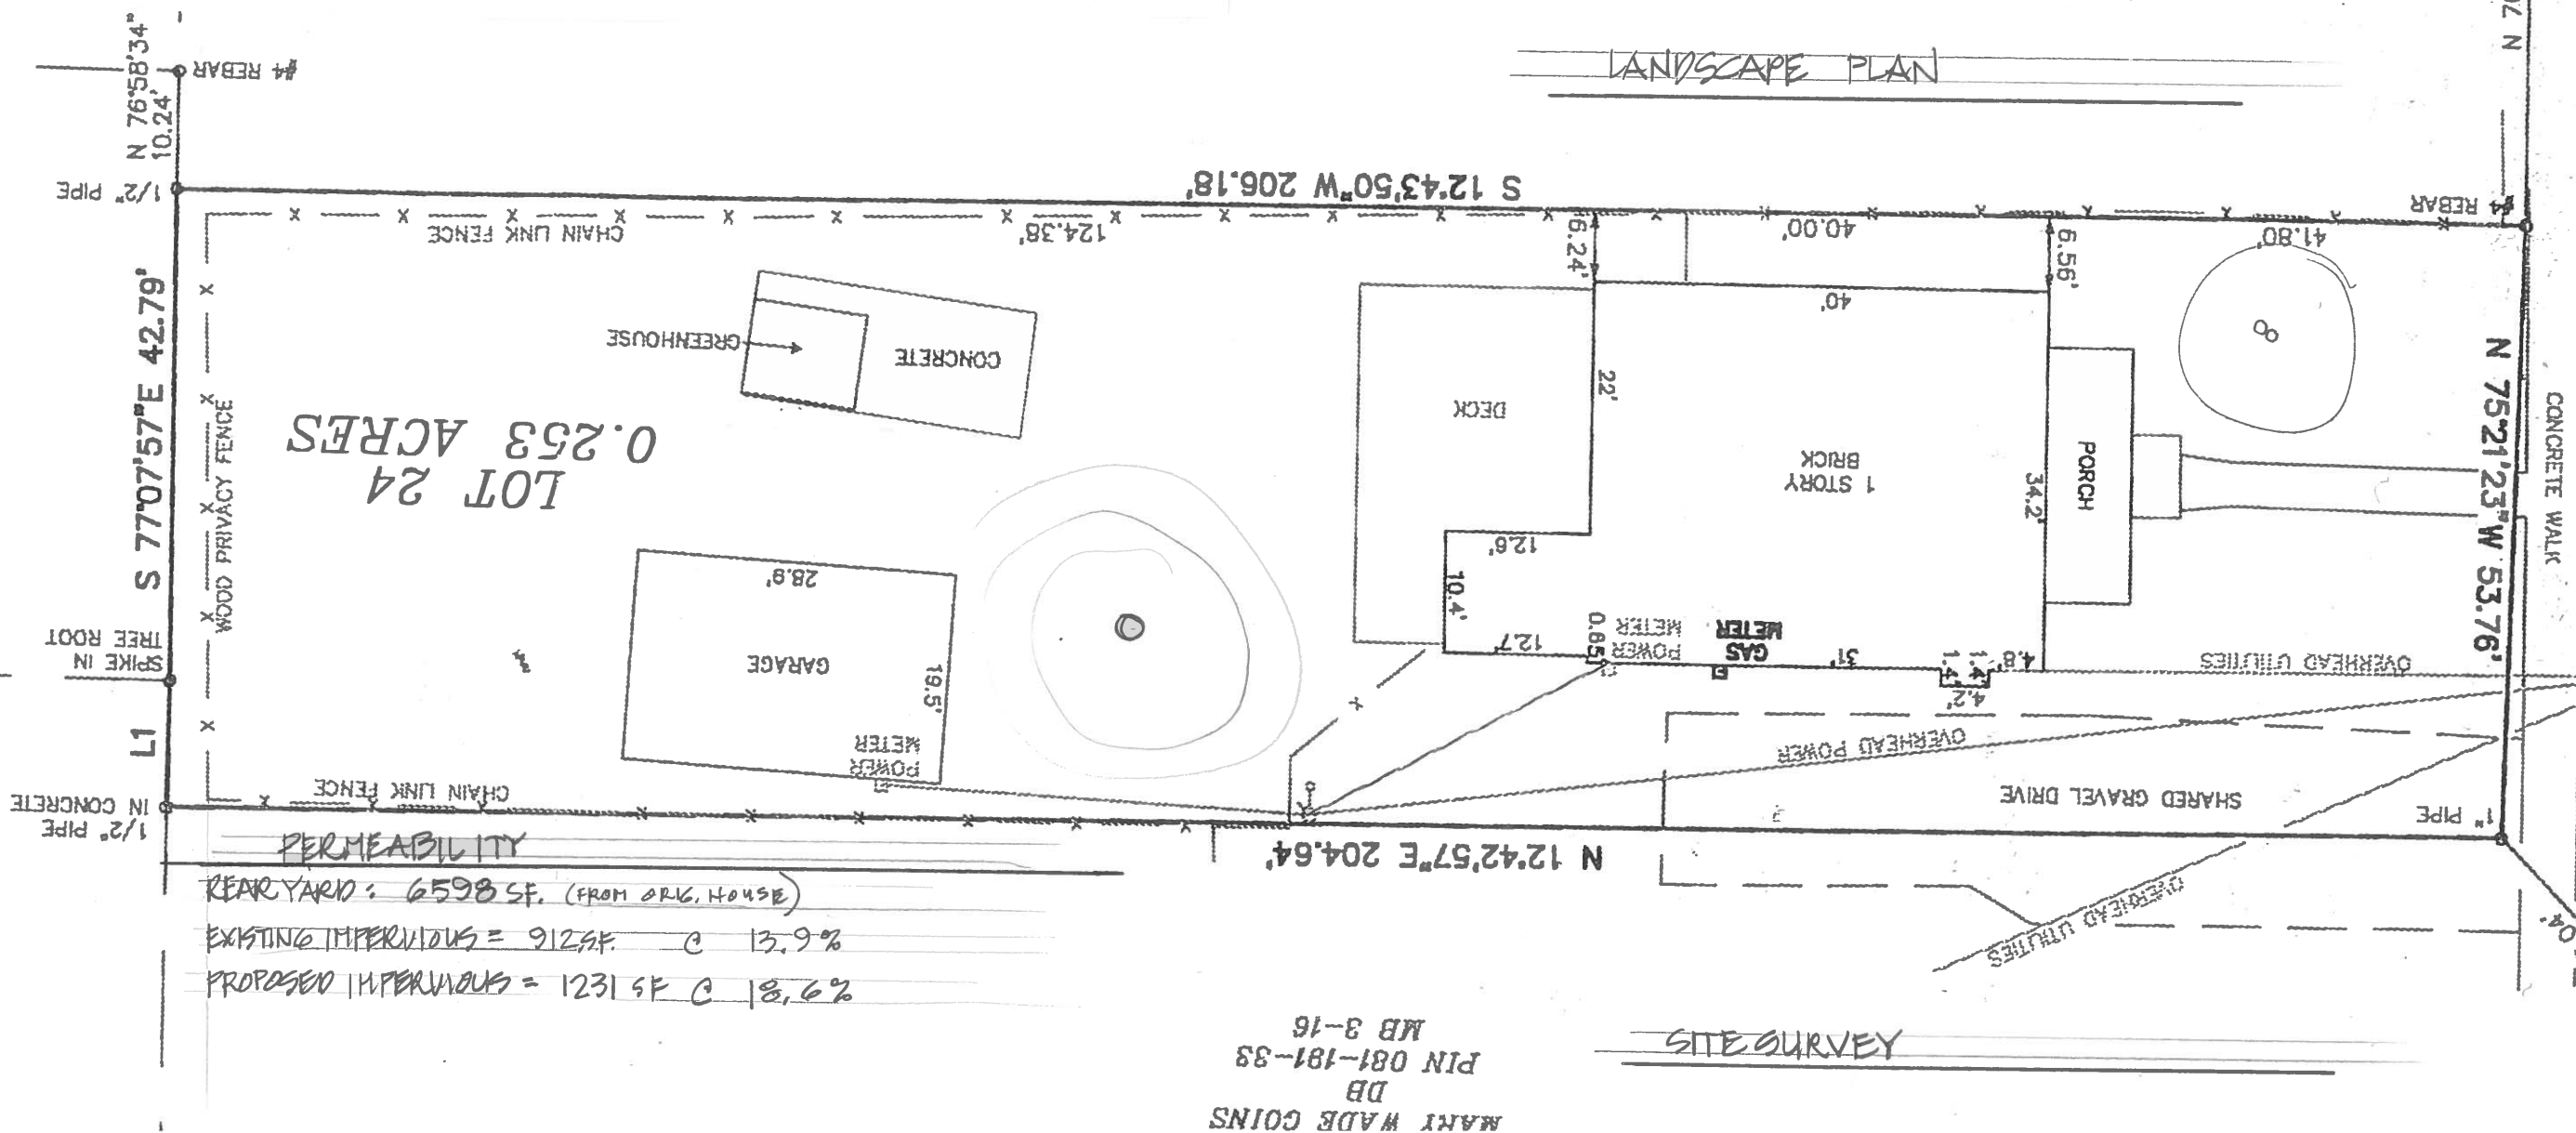 LANDSCAPE PLAN
N 76°58'34"
10.24'
#4 REBAR
1/2" PIPE
S 12°43'50"W 206.18'
#4 REBAR
CHAIN LINK FENCE
124.38'
6.24'
40.00'
6.56'
41.80'
40'
GREENHOUSE
CONCRETE
DECK
22'
1 STORY
BRICK
34.2'
PORCH
N 75°21'23"W 53.76'
CONCRETE WALK
S 77°07'57"E 42.79'
WOOD PRIVACY FENCE
LOT 24
0.253 ACRES
SPIKE IN
TREE ROOT
L1
28.9'
GARAGE
19.5'
POWER
METER
12.6'
10.4'
12.7'
0.65'
POWER
METER
GAS
METER
31'
1.4'
4.2'
1.4'
4.8'
OVERHEAD UTILITIES
OVERHEAD POWER
SHARED GRAVEL DRIVE
1" PIPE
CHAIN LINK FENCE
1/2" PIPE
IN CONCRETE
N 12°42'57"E 204.64'
OVERHEAD UTILITIES
PERMEABILITY
REAR YARD: 6598 SF. (FROM ORIG. HOUSE)
EXISTING IMPERVIOUS = 912 SF. @ 13.9%
PROPOSED IMPERVIOUS = 1231 SF @ 18.6%
MARY WADE GOINS
DB
PIN 081-181-33
MB 3-16
SITE SURVEY